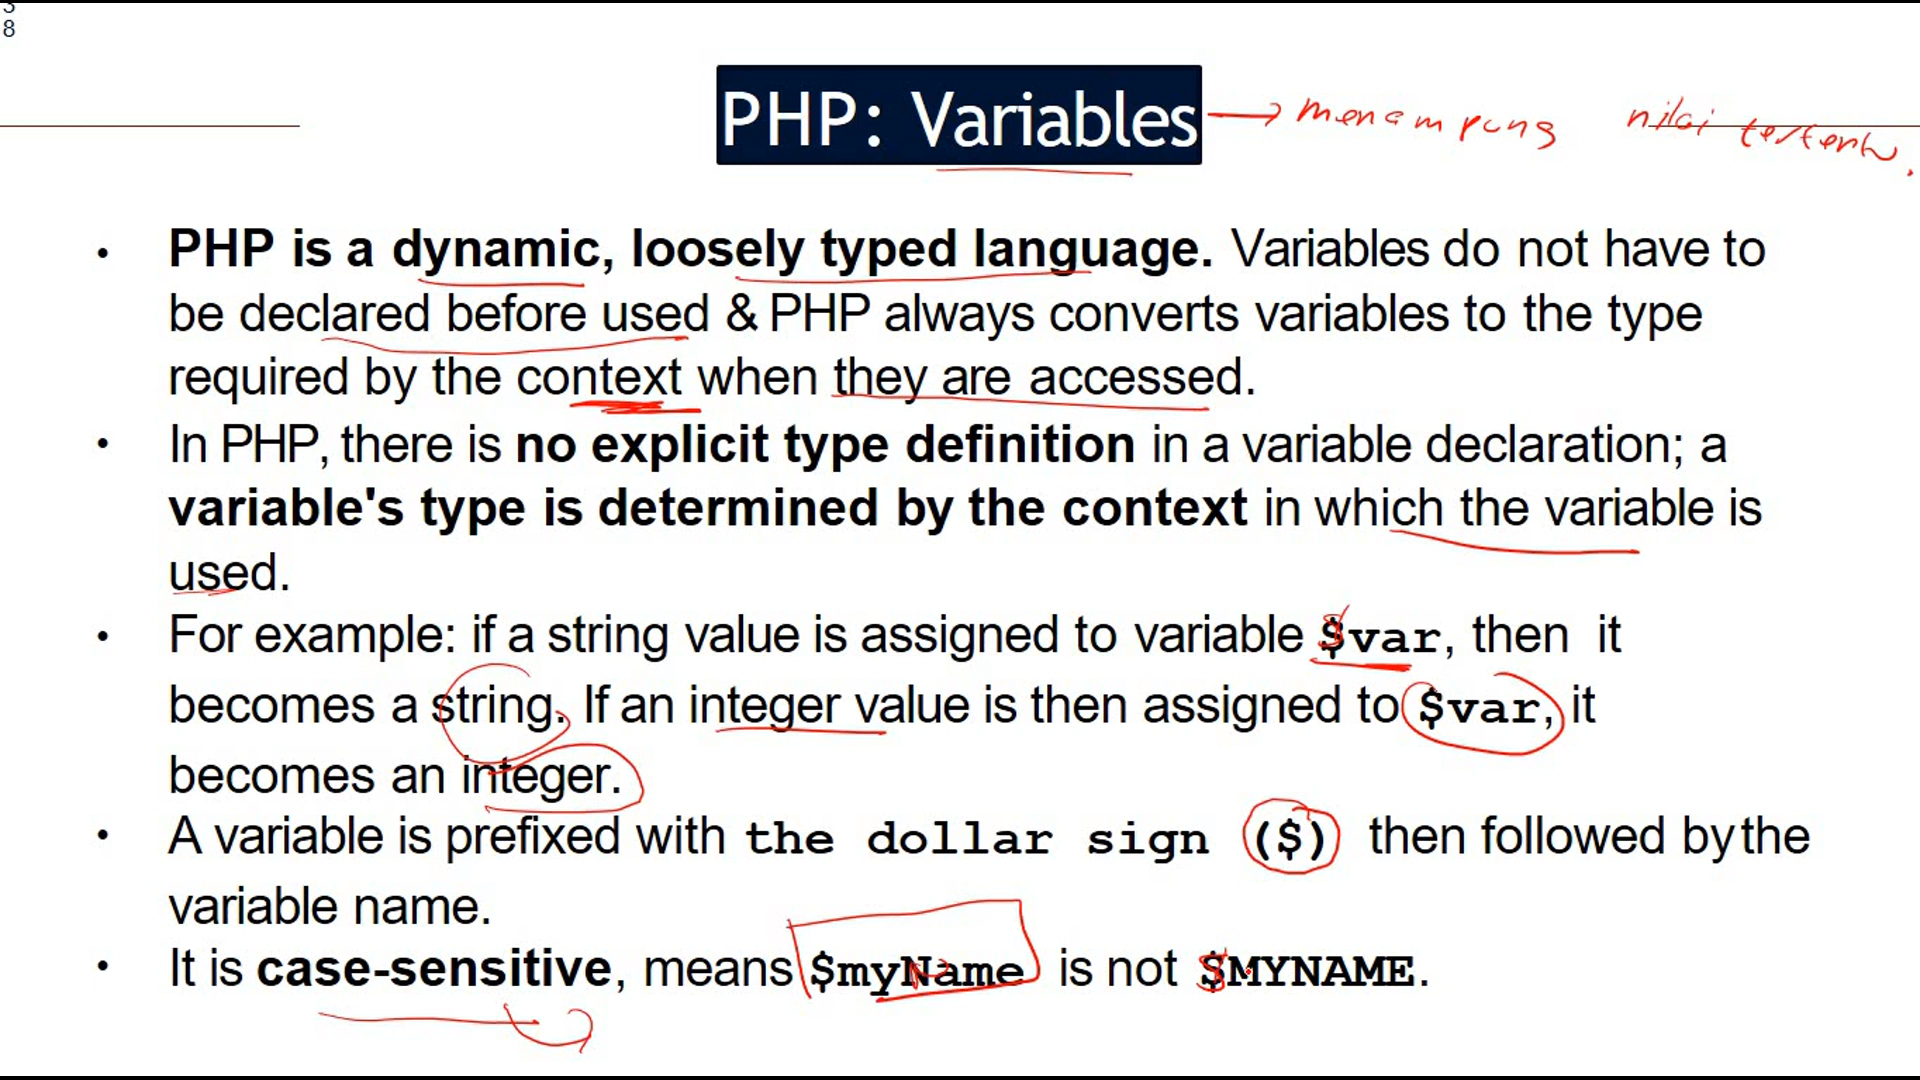 38
PHP: Variables → menampung nilai tertentu.
• PHP is a dynamic, loosely typed language. Variables do not have to
be declared before used & PHP always converts variables to the type
required by the context when they are accessed.
• In PHP, there is no explicit type definition in a variable declaration; a
variable's type is determined by the context in which the variable is
used.
• For example: if a string value is assigned to variable $var, then it
becomes a string. If an integer value is then assigned to $var, it
becomes an integer.
• A variable is prefixed with the dollar sign ($) then followed by the
variable name.
• It is case-sensitive, means $myName is not $MYNAME.